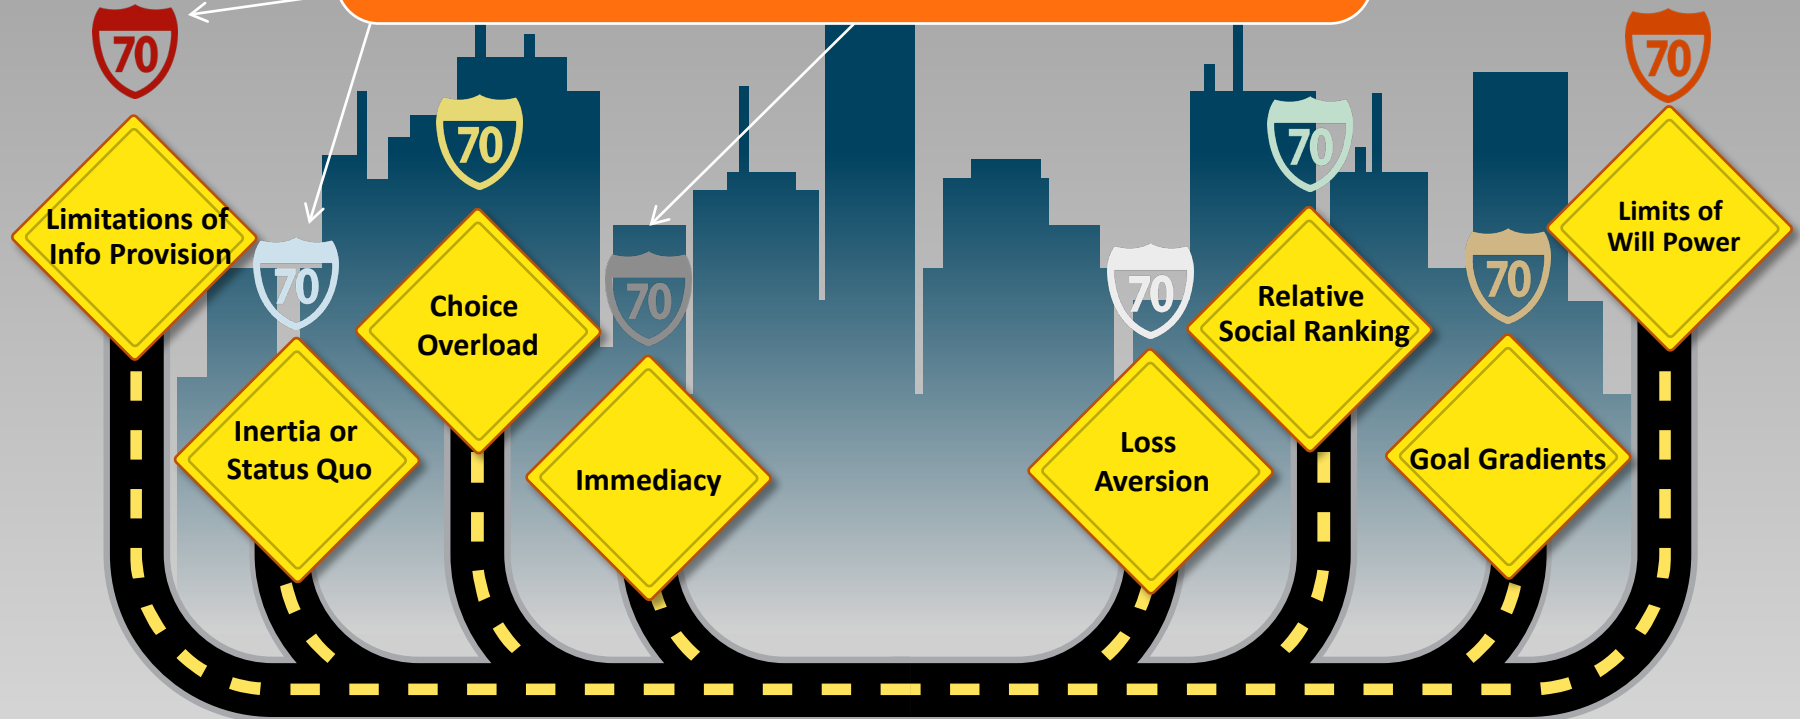 70
Limitations of
Info Provision
70
Inertia or
Status Quo
70
Choice
Overload
70
Immediacy
70
Loss
Aversion
70
Relative
Social Ranking
70
Goal Gradients
70
Limits of
Will Power